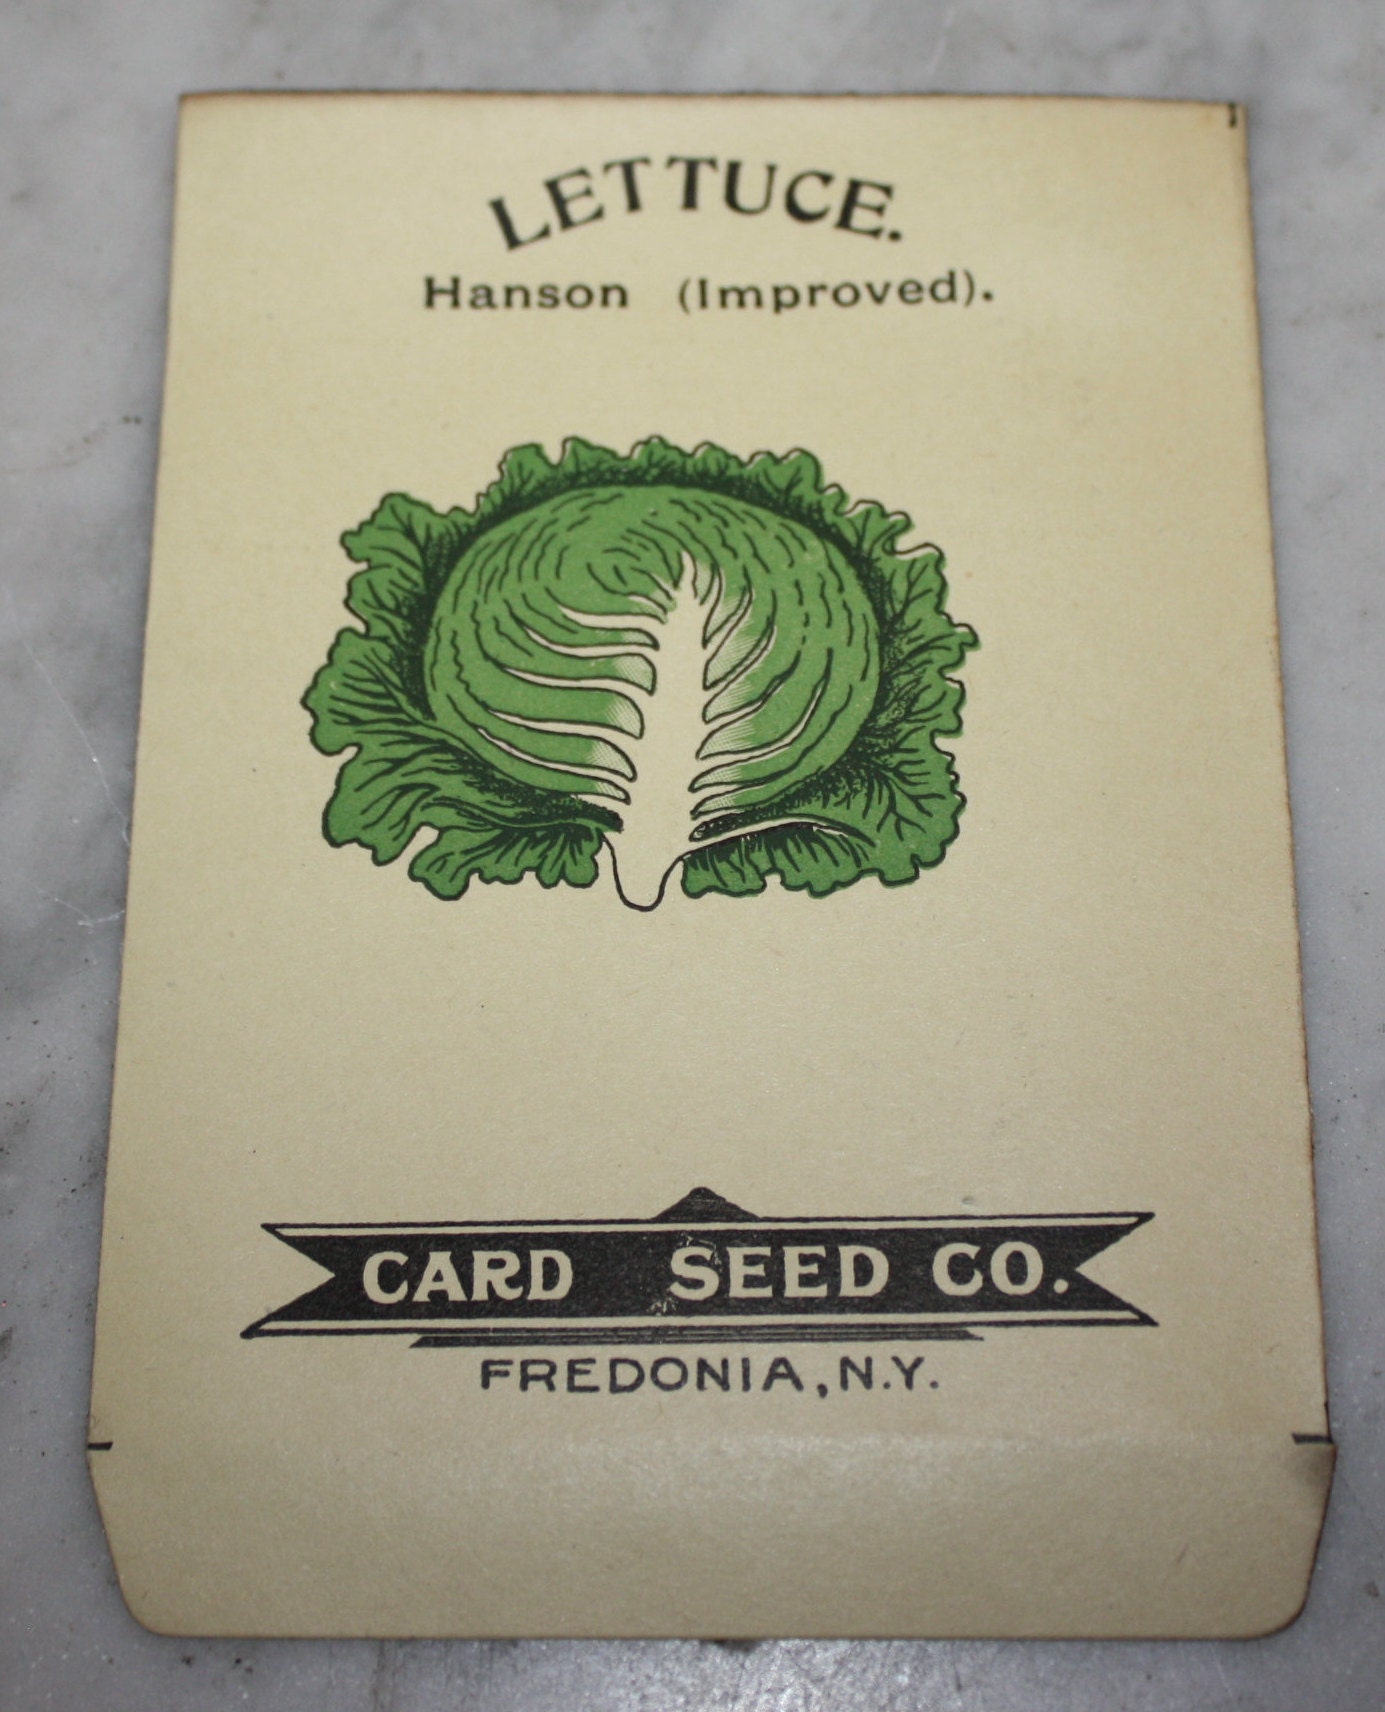 LETTUCE.
Hanson (Improved).
CARD SEED CO.
FREDONIA, N.Y.